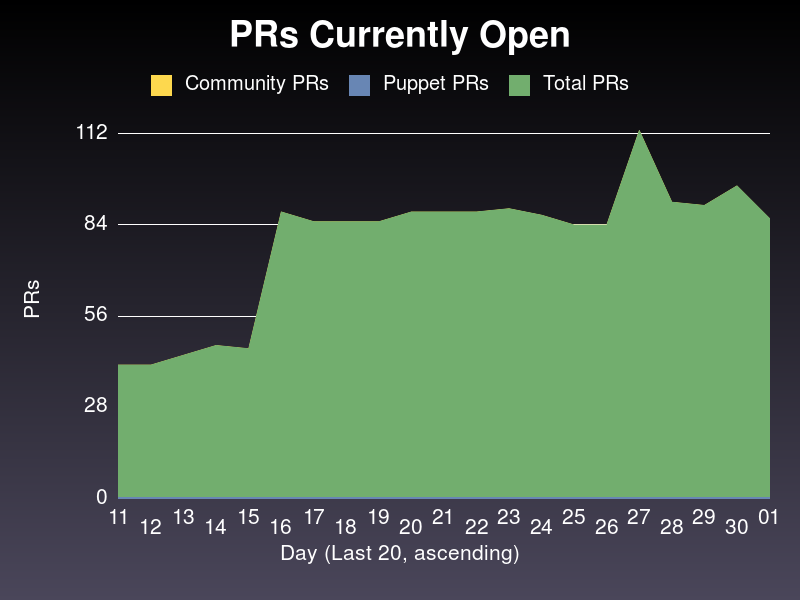 PRs Currently Open
Community PRs Puppet PRs Total PRs
112
84
56
28
0
PRs
11 12 13 14 15 16 17 18 19 20 21 22 23 24 25 26 27 28 29 30 01
Day (Last 20, ascending)